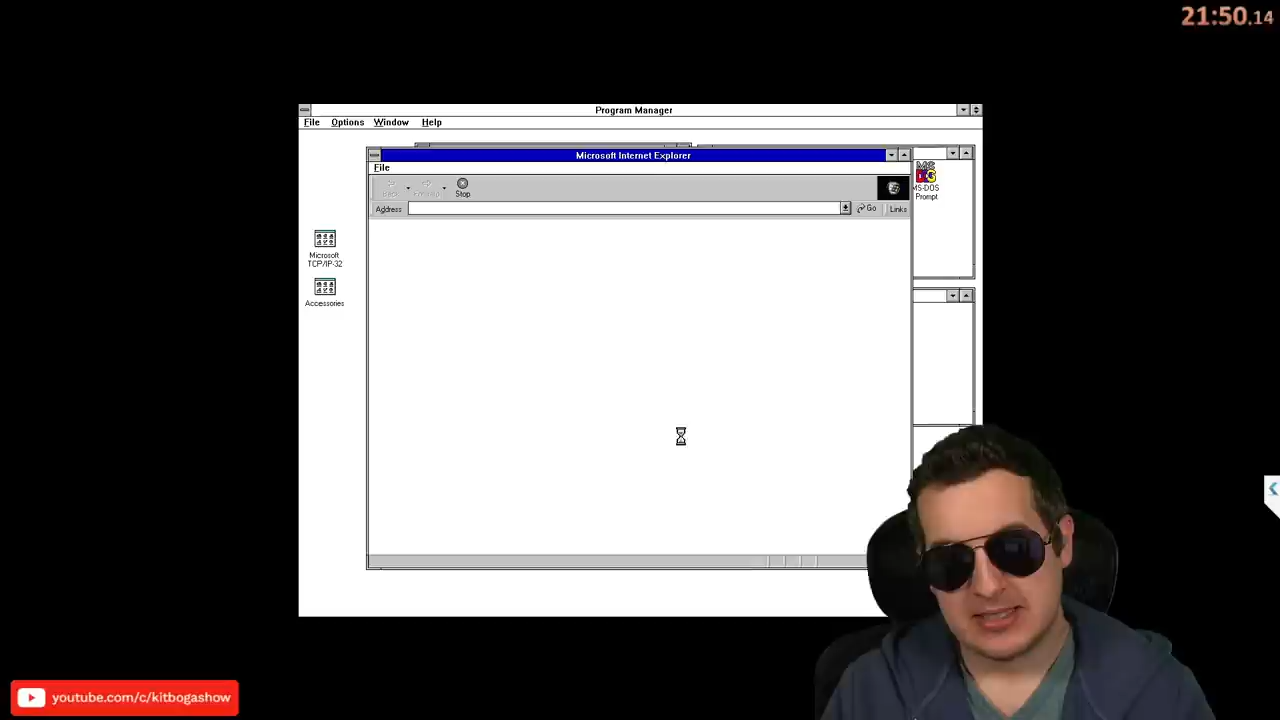 21:50.14
Program Manager
File Options Window Help
Microsoft Internet Explorer
File
Stop
Address
Go
Links
MS-DOS
Prompt
Microsoft
TCP/IP-32
Accessories
youtube.com/c/kitbogashow